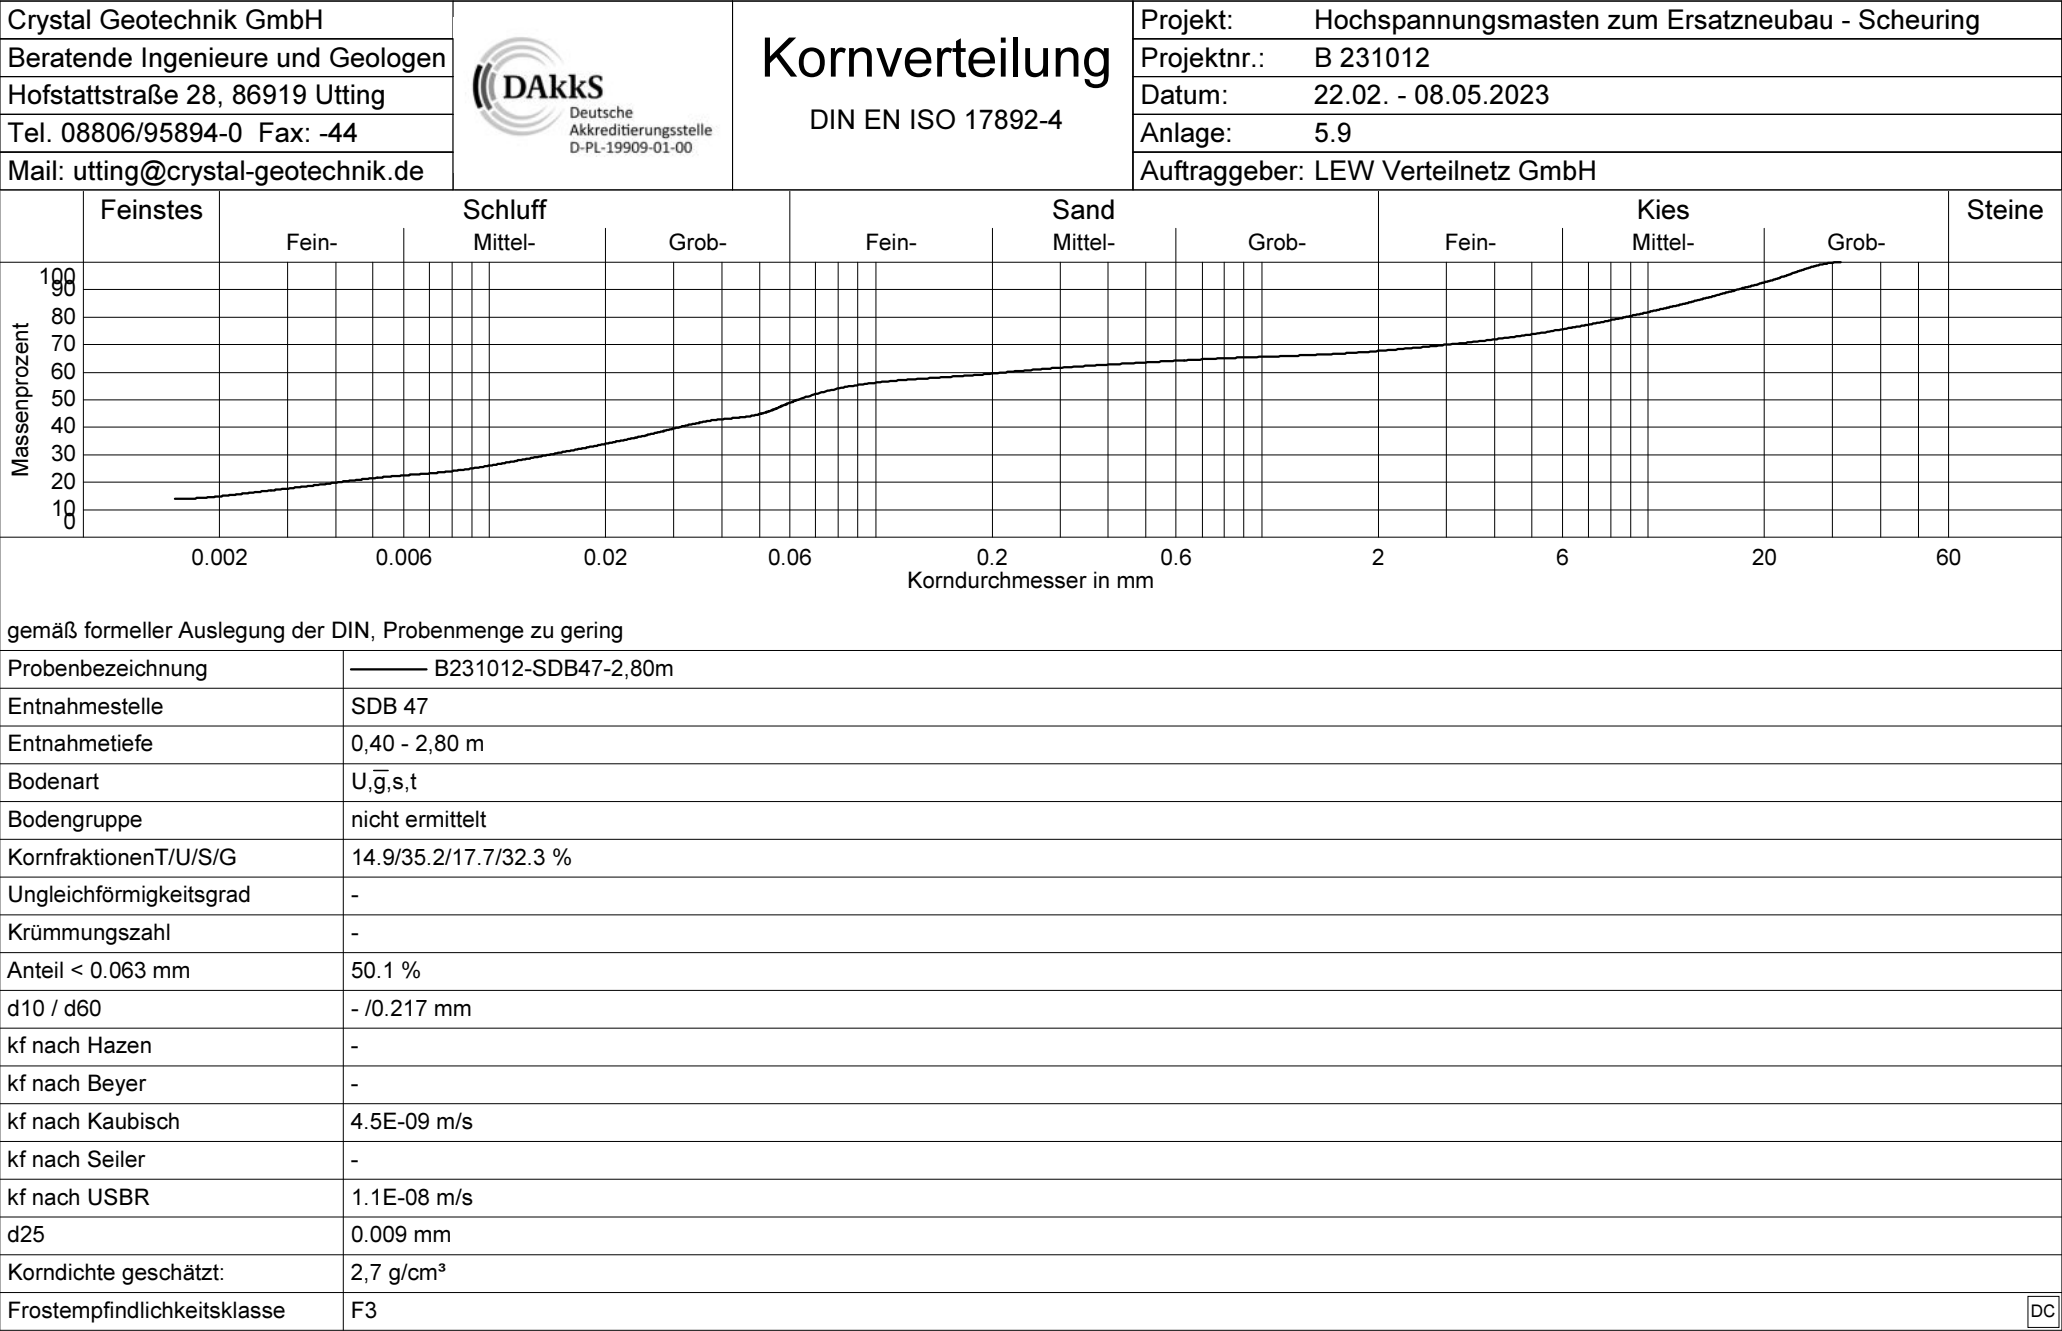 Crystal Geotechnik GmbH
Beratende Ingenieure und Geologen
Hofstattstraße 28, 86919 Utting
Tel. 08806/95894-0 Fax: -44
Mail: utting@crystal-geotechnik.de
DAkkS
Deutsche
Akkreditierungsstelle
D-PL-19909-01-00
Kornverteilung
DIN EN ISO 17892-4
Projekt: Hochspannungsmasten zum Ersatzneubau - Scheuring
Projektnr.: B 231012
Datum: 22.02. - 08.05.2023
Anlage: 5.9
Auftraggeber: LEW Verteilnetz GmbH
Feinstes Schluff Sand Kies Steine
Fein- Mittel- Grob- Fein- Mittel- Grob- Fein- Mittel- Grob-
Massenprozent
100
90
80
70
60
50
40
30
20
10
0
0.002 0.006 0.02 0.06 0.2 0.6 2 6 20 60
Korndurchmesser in mm
gemäß formeller Auslegung der DIN, Probenmenge zu gering
Probenbezeichnung B231012-SDB47-2,80m
Entnahmestelle SDB 47
Entnahmetiefe 0,40 - 2,80 m
Bodenart U,g̅,s,t
Bodengruppe nicht ermittelt
KornfraktionenT/U/S/G 14.9/35.2/17.7/32.3 %
Ungleichförmigkeitsgrad -
Krümmungszahl -
Anteil < 0.063 mm 50.1 %
d10 / d60 - /0.217 mm
kf nach Hazen -
kf nach Beyer -
kf nach Kaubisch 4.5E-09 m/s
kf nach Seiler -
kf nach USBR 1.1E-08 m/s
d25 0.009 mm
Korndichte geschätzt: 2,7 g/cm³
Frostempfindlichkeitsklasse F3
DC